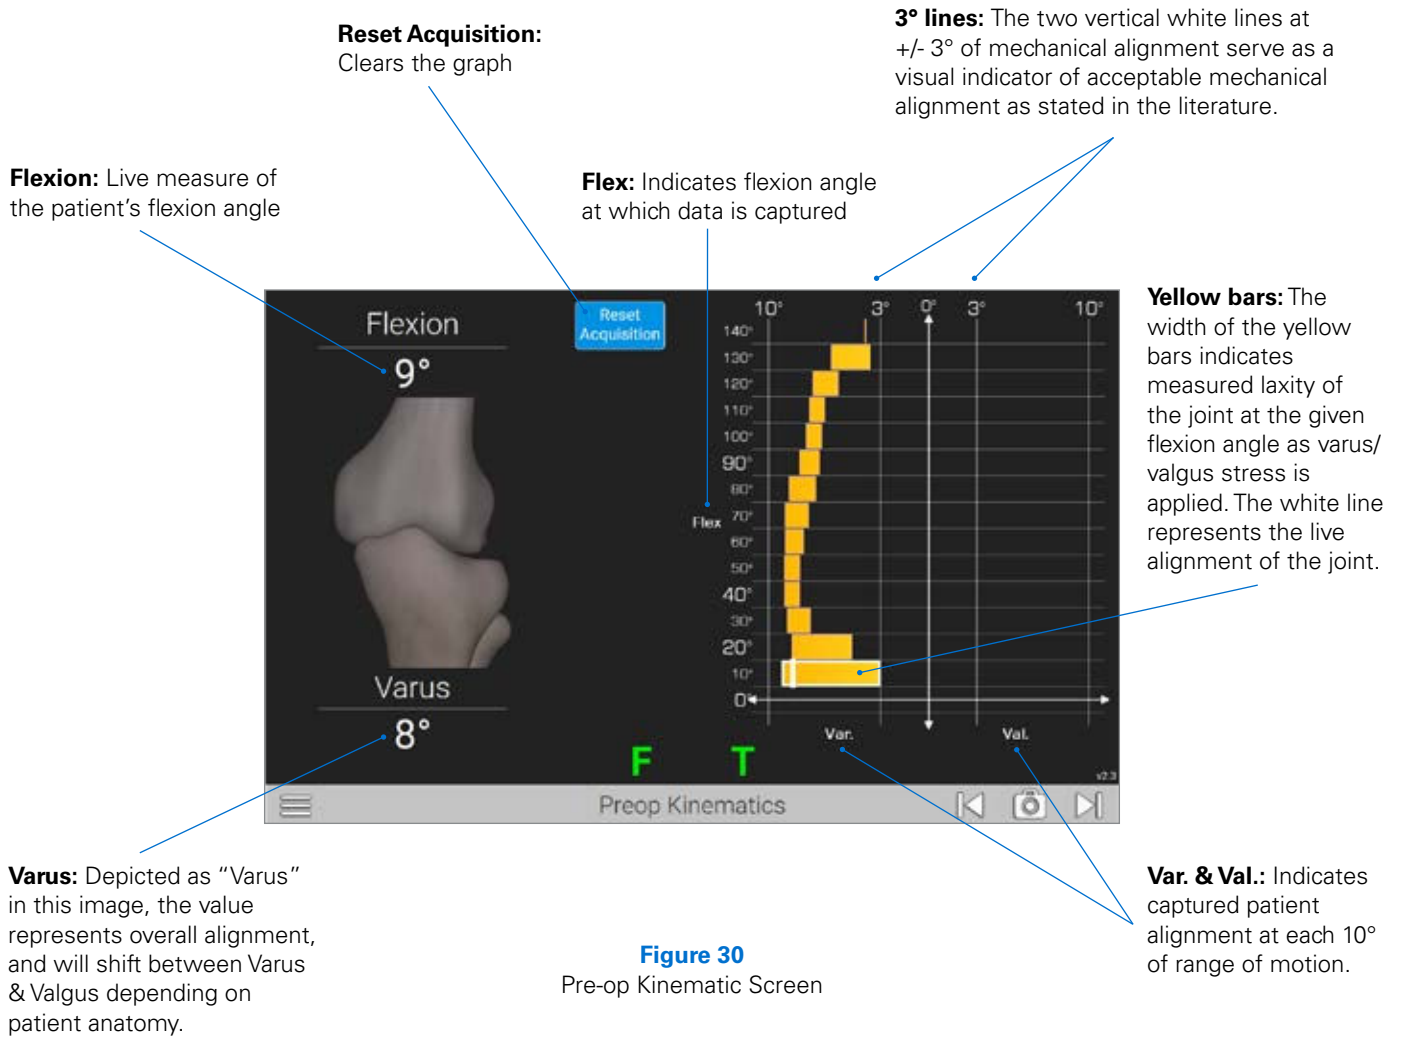 Reset Acquisition:
Clears the graph
3° lines: The two vertical white lines at
+/- 3° of mechanical alignment serve as a
visual indicator of acceptable mechanical
alignment as stated in the literature.
Flexion: Live measure of
the patient’s flexion angle
Flex: Indicates flexion angle
at which data is captured
Yellow bars: The
width of the yellow
bars indicates
measured laxity of
the joint at the given
flexion angle as varus/
valgus stress is
applied. The white line
represents the live
alignment of the joint.
Flexion
9°
Reset
Acquisition
10° 3° 0° 3° 10°
140°
130°
120°
110°
100°
90°
80°
Flex 70°
60°
50°
40°
30°
20°
10°
0°
Varus
8°
Var. Val.
F T
v2.3
Preop Kinematics
Varus: Depicted as “Varus”
in this image, the value
represents overall alignment,
and will shift between Varus
& Valgus depending on
patient anatomy.
Var. & Val.: Indicates
captured patient
alignment at each 10°
of range of motion.
Figure 30
Pre-op Kinematic Screen